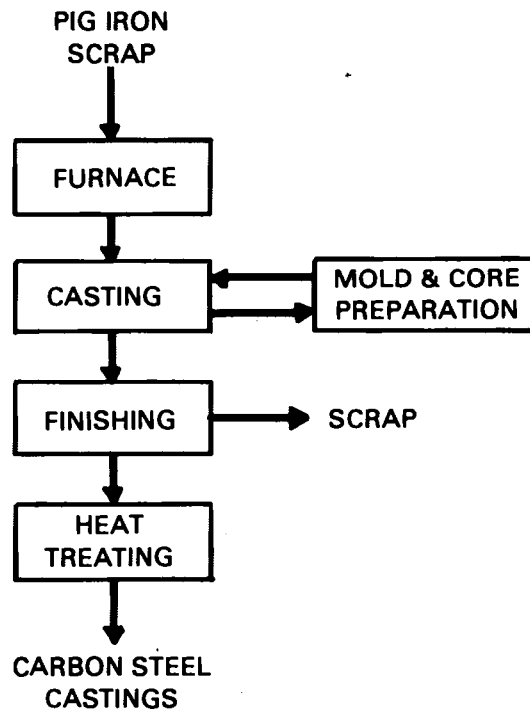 PIG IRON
SCRAP
FURNACE
CASTING
MOLD & CORE
PREPARATION
FINISHING
SCRAP
HEAT
TREATING
CARBON STEEL
CASTINGS